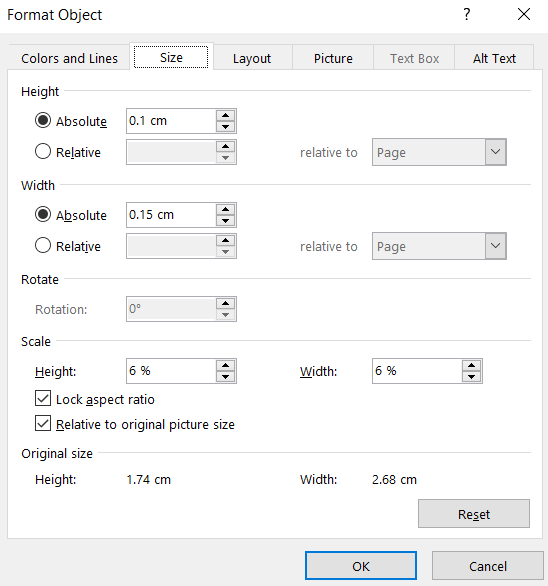 Format Object ?
Colors and Lines Size Layout Picture Text Box Alt Text
Height
Absolute 0.1 cm
Relative relative to Page
Width
Absolute 0.15 cm
Relative relative to Page
Rotate
Rotation: 0°
Scale
Height: 6 % Width: 6 %
Lock aspect ratio
Relative to original picture size
Original size
Height: 1.74 cm Width: 2.68 cm
Reset
OK Cancel